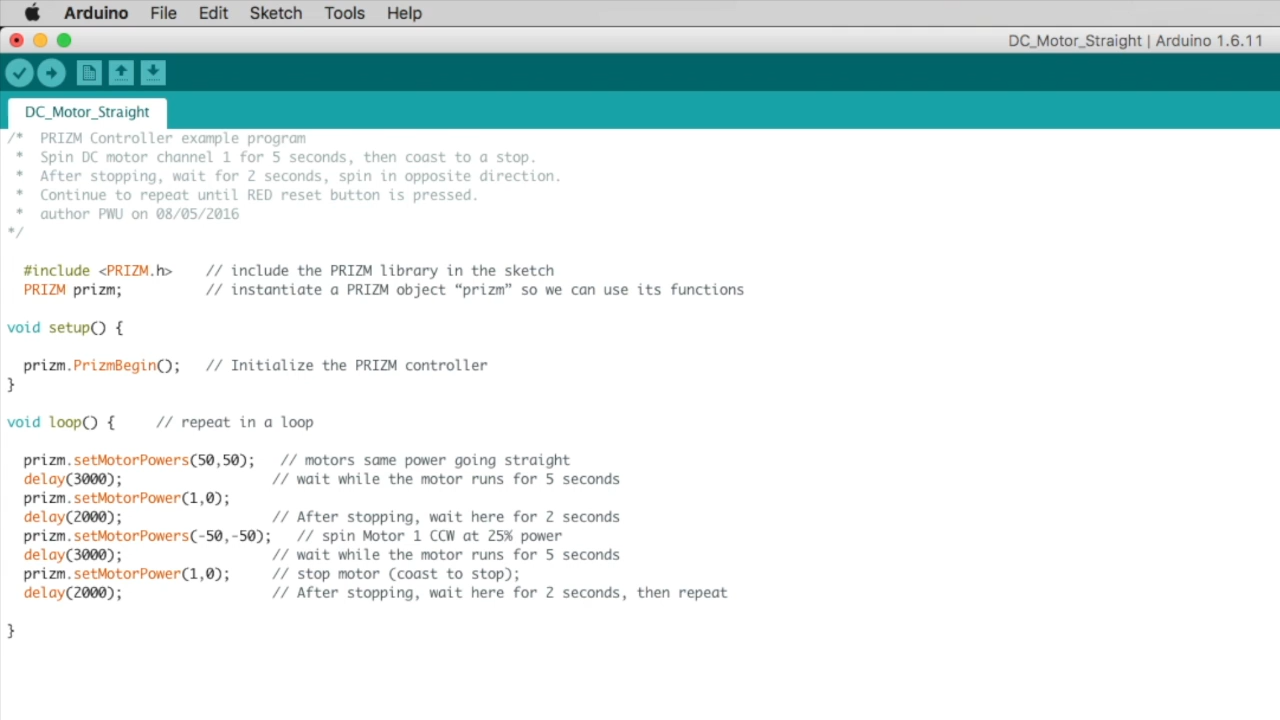 Arduino File Edit Sketch Tools Help
DC_Motor_Straight | Arduino 1.6.11
DC_Motor_Straight
/*  PRIZM Controller example program
 *  Spin DC motor channel 1 for 5 seconds, then coast to a stop.
 *  After stopping, wait for 2 seconds, spin in opposite direction.
 *  Continue to repeat until RED reset button is pressed.
 *  author PWU on 08/05/2016
*/
  #include <PRIZM.h>    // include the PRIZM library in the sketch
  PRIZM prizm;          // instantiate a PRIZM object “prizm” so we can use its functions
void setup() {
  prizm.PrizmBegin();   // Initialize the PRIZM controller
}
void loop() {     // repeat in a loop
  prizm.setMotorPowers(50,50);   // motors same power going straight
  delay(3000);                  // wait while the motor runs for 5 seconds
  prizm.setMotorPower(1,0);
  delay(2000);                  // After stopping, wait here for 2 seconds
  prizm.setMotorPowers(-50,-50);   // spin Motor 1 CCW at 25% power
  delay(3000);                  // wait while the motor runs for 5 seconds
  prizm.setMotorPower(1,0);     // stop motor (coast to stop);
  delay(2000);                  // After stopping, wait here for 2 seconds, then repeat
}